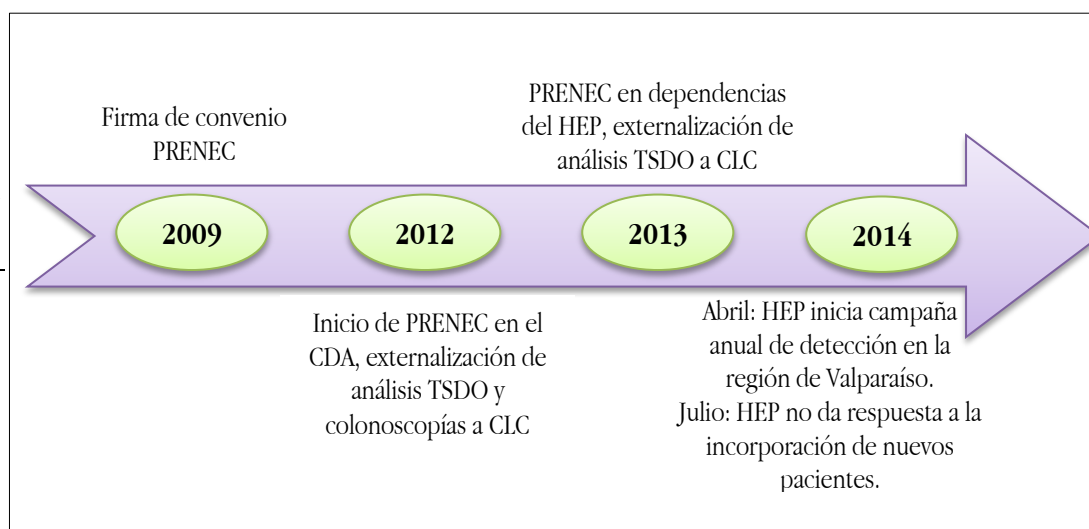 Firma de convenio
PRENEC
2009
Inicio de PRENEC en el
CDA, externalización de
análisis TSDO y
colonoscopías a CLC
2012
PRENEC en dependencias
del HEP, externalización de
análisis TSDO a CLC
2013
2014
Abril: HEP inicia campaña
anual de detección en la
región de Valparaíso.
Julio: HEP no da respuesta a la
incorporación de nuevos
pacientes.